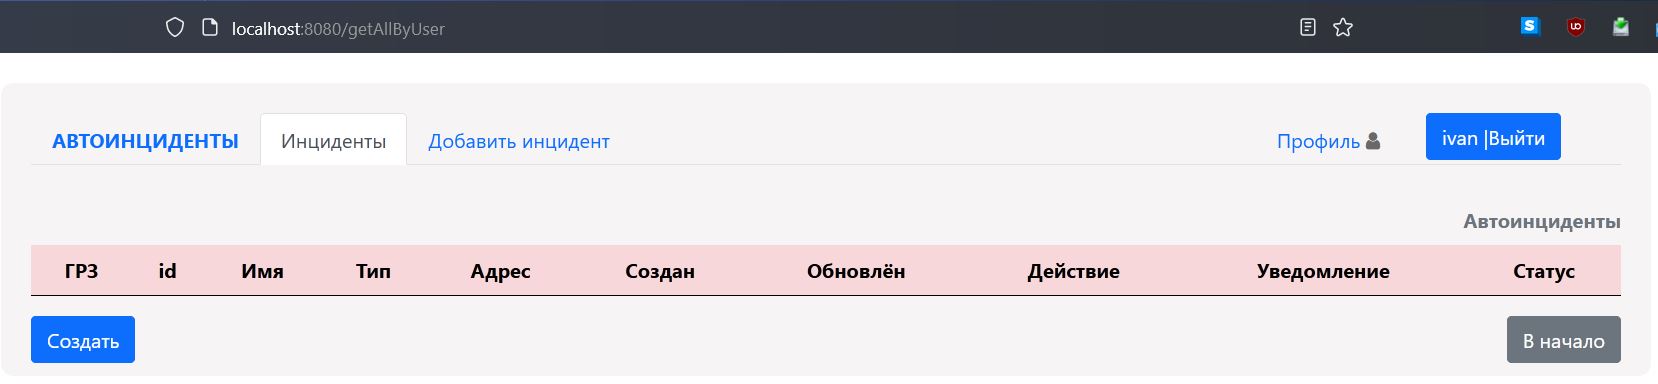 localhost:8080/getAllByUser
АВТОИНЦИДЕНТЫ Инциденты Добавить инцидент Профиль ivan |Выйти
Автоинциденты
ГРЗ id Имя Тип Адрес Создан Обновлён Действие Уведомление Статус
Создать В начало